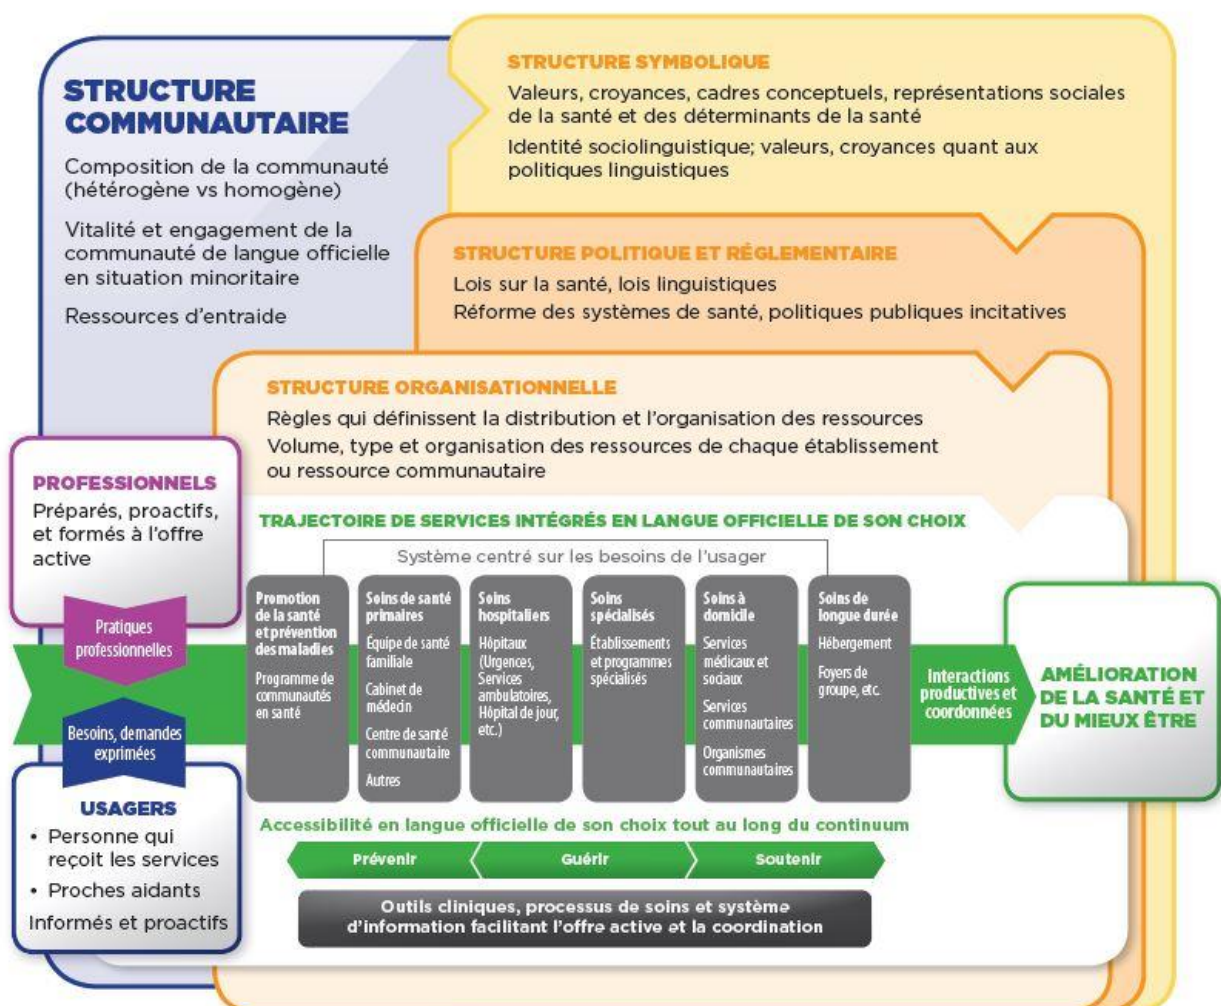 STRUCTURE
COMMUNAUTAIRE
Composition de la communauté
(hétérogène vs homogène)
Vitalité et engagement de la
communauté de langue officielle
en situation minoritaire
Ressources d'entraide
STRUCTURE SYMBOLIQUE
Valeurs, croyances, cadres conceptuels, représentations sociales
de la santé et des déterminants de la santé
Identité sociolinguistique; valeurs, croyances quant aux
politiques linguistiques
STRUCTURE POLITIQUE ET RÉGLEMENTAIRE
Lois sur la santé, lois linguistiques
Réforme des systèmes de santé, politiques publiques incitatives
STRUCTURE ORGANISATIONNELLE
Règles qui définissent la distribution et l'organisation des ressources
Volume, type et organisation des ressources de chaque établissement
ou ressource communautaire
PROFESSIONNELS
Préparés, proactifs,
et formés à l'offre
active
Pratiques
professionnelles
Besoins, demandes
exprimées
USAGERS
• Personne qui
reçoit les services
• Proches aidants
Informés et proactifs
TRAJECTOIRE DE SERVICES INTÉGRÉS EN LANGUE OFFICIELLE DE SON CHOIX
Système centré sur les besoins de l'usager
Promotion
de la santé
et prévention
des maladies
Programme de
communautés
en santé
Soins de santé
primaires
Équipe de santé
familiale
Cabinet de
médecin
Centre de santé
communautaire
Autres
Soins
hospitaliers
Hôpitaux
(Urgences,
Services
ambulatoires,
Hôpital de jour,
etc.)
Soins
spécialisés
Établissements
et programmes
spécialisés
Soins à
domicile
Services
médicaux et
sociaux
Services
communautaires
Organismes
communautaires
Soins de
longue durée
Hébergement
Foyers de
groupe, etc.
Interactions
productives et
coordonnées
AMÉLIORATION
DE LA SANTÉ ET
DU MIEUX ÊTRE
Accessibilité en langue officielle de son choix tout au long du continuum
Prévenir
Guérir
Soutenir
Outils cliniques, processus de soins et système
d'information facilitant l'offre active et la coordination